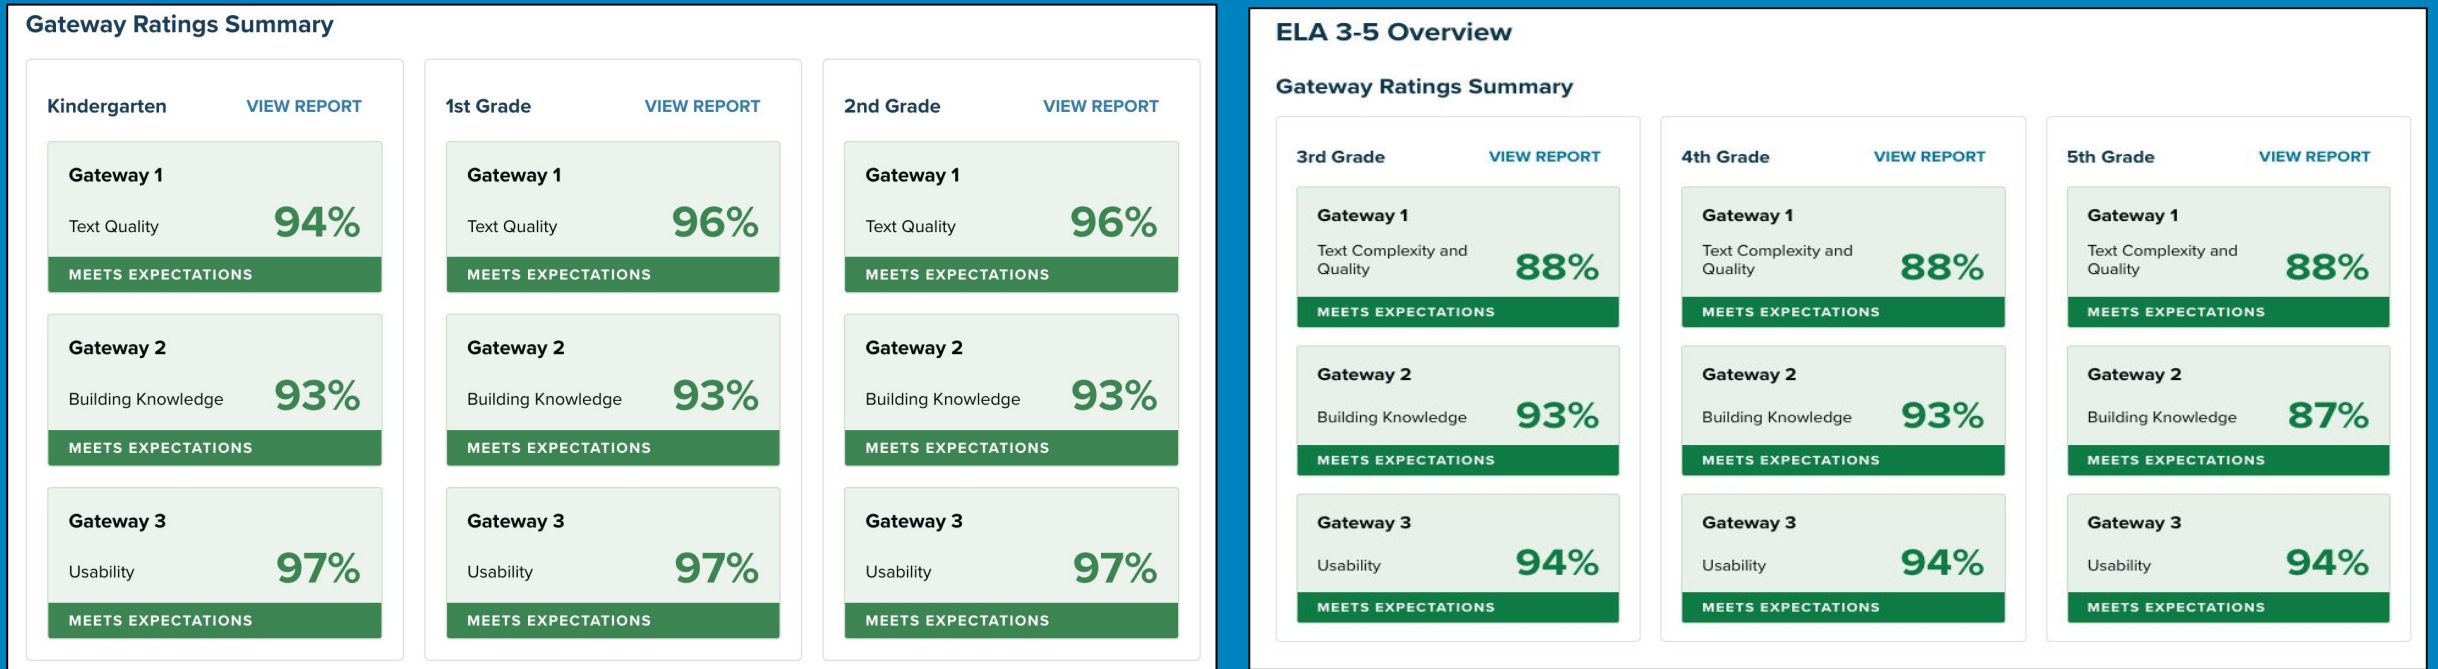 Gateway Ratings Summary
Kindergarten VIEW REPORT
Gateway 1
Text Quality 94%
MEETS EXPECTATIONS
Gateway 2
Building Knowledge 93%
MEETS EXPECTATIONS
Gateway 3
Usability 97%
MEETS EXPECTATIONS
1st Grade VIEW REPORT
Gateway 1
Text Quality 96%
MEETS EXPECTATIONS
Gateway 2
Building Knowledge 93%
MEETS EXPECTATIONS
Gateway 3
Usability 97%
MEETS EXPECTATIONS
2nd Grade VIEW REPORT
Gateway 1
Text Quality 96%
MEETS EXPECTATIONS
Gateway 2
Building Knowledge 93%
MEETS EXPECTATIONS
Gateway 3
Usability 97%
MEETS EXPECTATIONS
ELA 3-5 Overview
Gateway Ratings Summary
3rd Grade VIEW REPORT
Gateway 1
Text Complexity and
Quality 88%
MEETS EXPECTATIONS
Gateway 2
Building Knowledge 93%
MEETS EXPECTATIONS
Gateway 3
Usability 94%
MEETS EXPECTATIONS
4th Grade VIEW REPORT
Gateway 1
Text Complexity and
Quality 88%
MEETS EXPECTATIONS
Gateway 2
Building Knowledge 93%
MEETS EXPECTATIONS
Gateway 3
Usability 94%
MEETS EXPECTATIONS
5th Grade VIEW REPORT
Gateway 1
Text Complexity and
Quality 88%
MEETS EXPECTATIONS
Gateway 2
Building Knowledge 87%
MEETS EXPECTATIONS
Gateway 3
Usability 94%
MEETS EXPECTATIONS